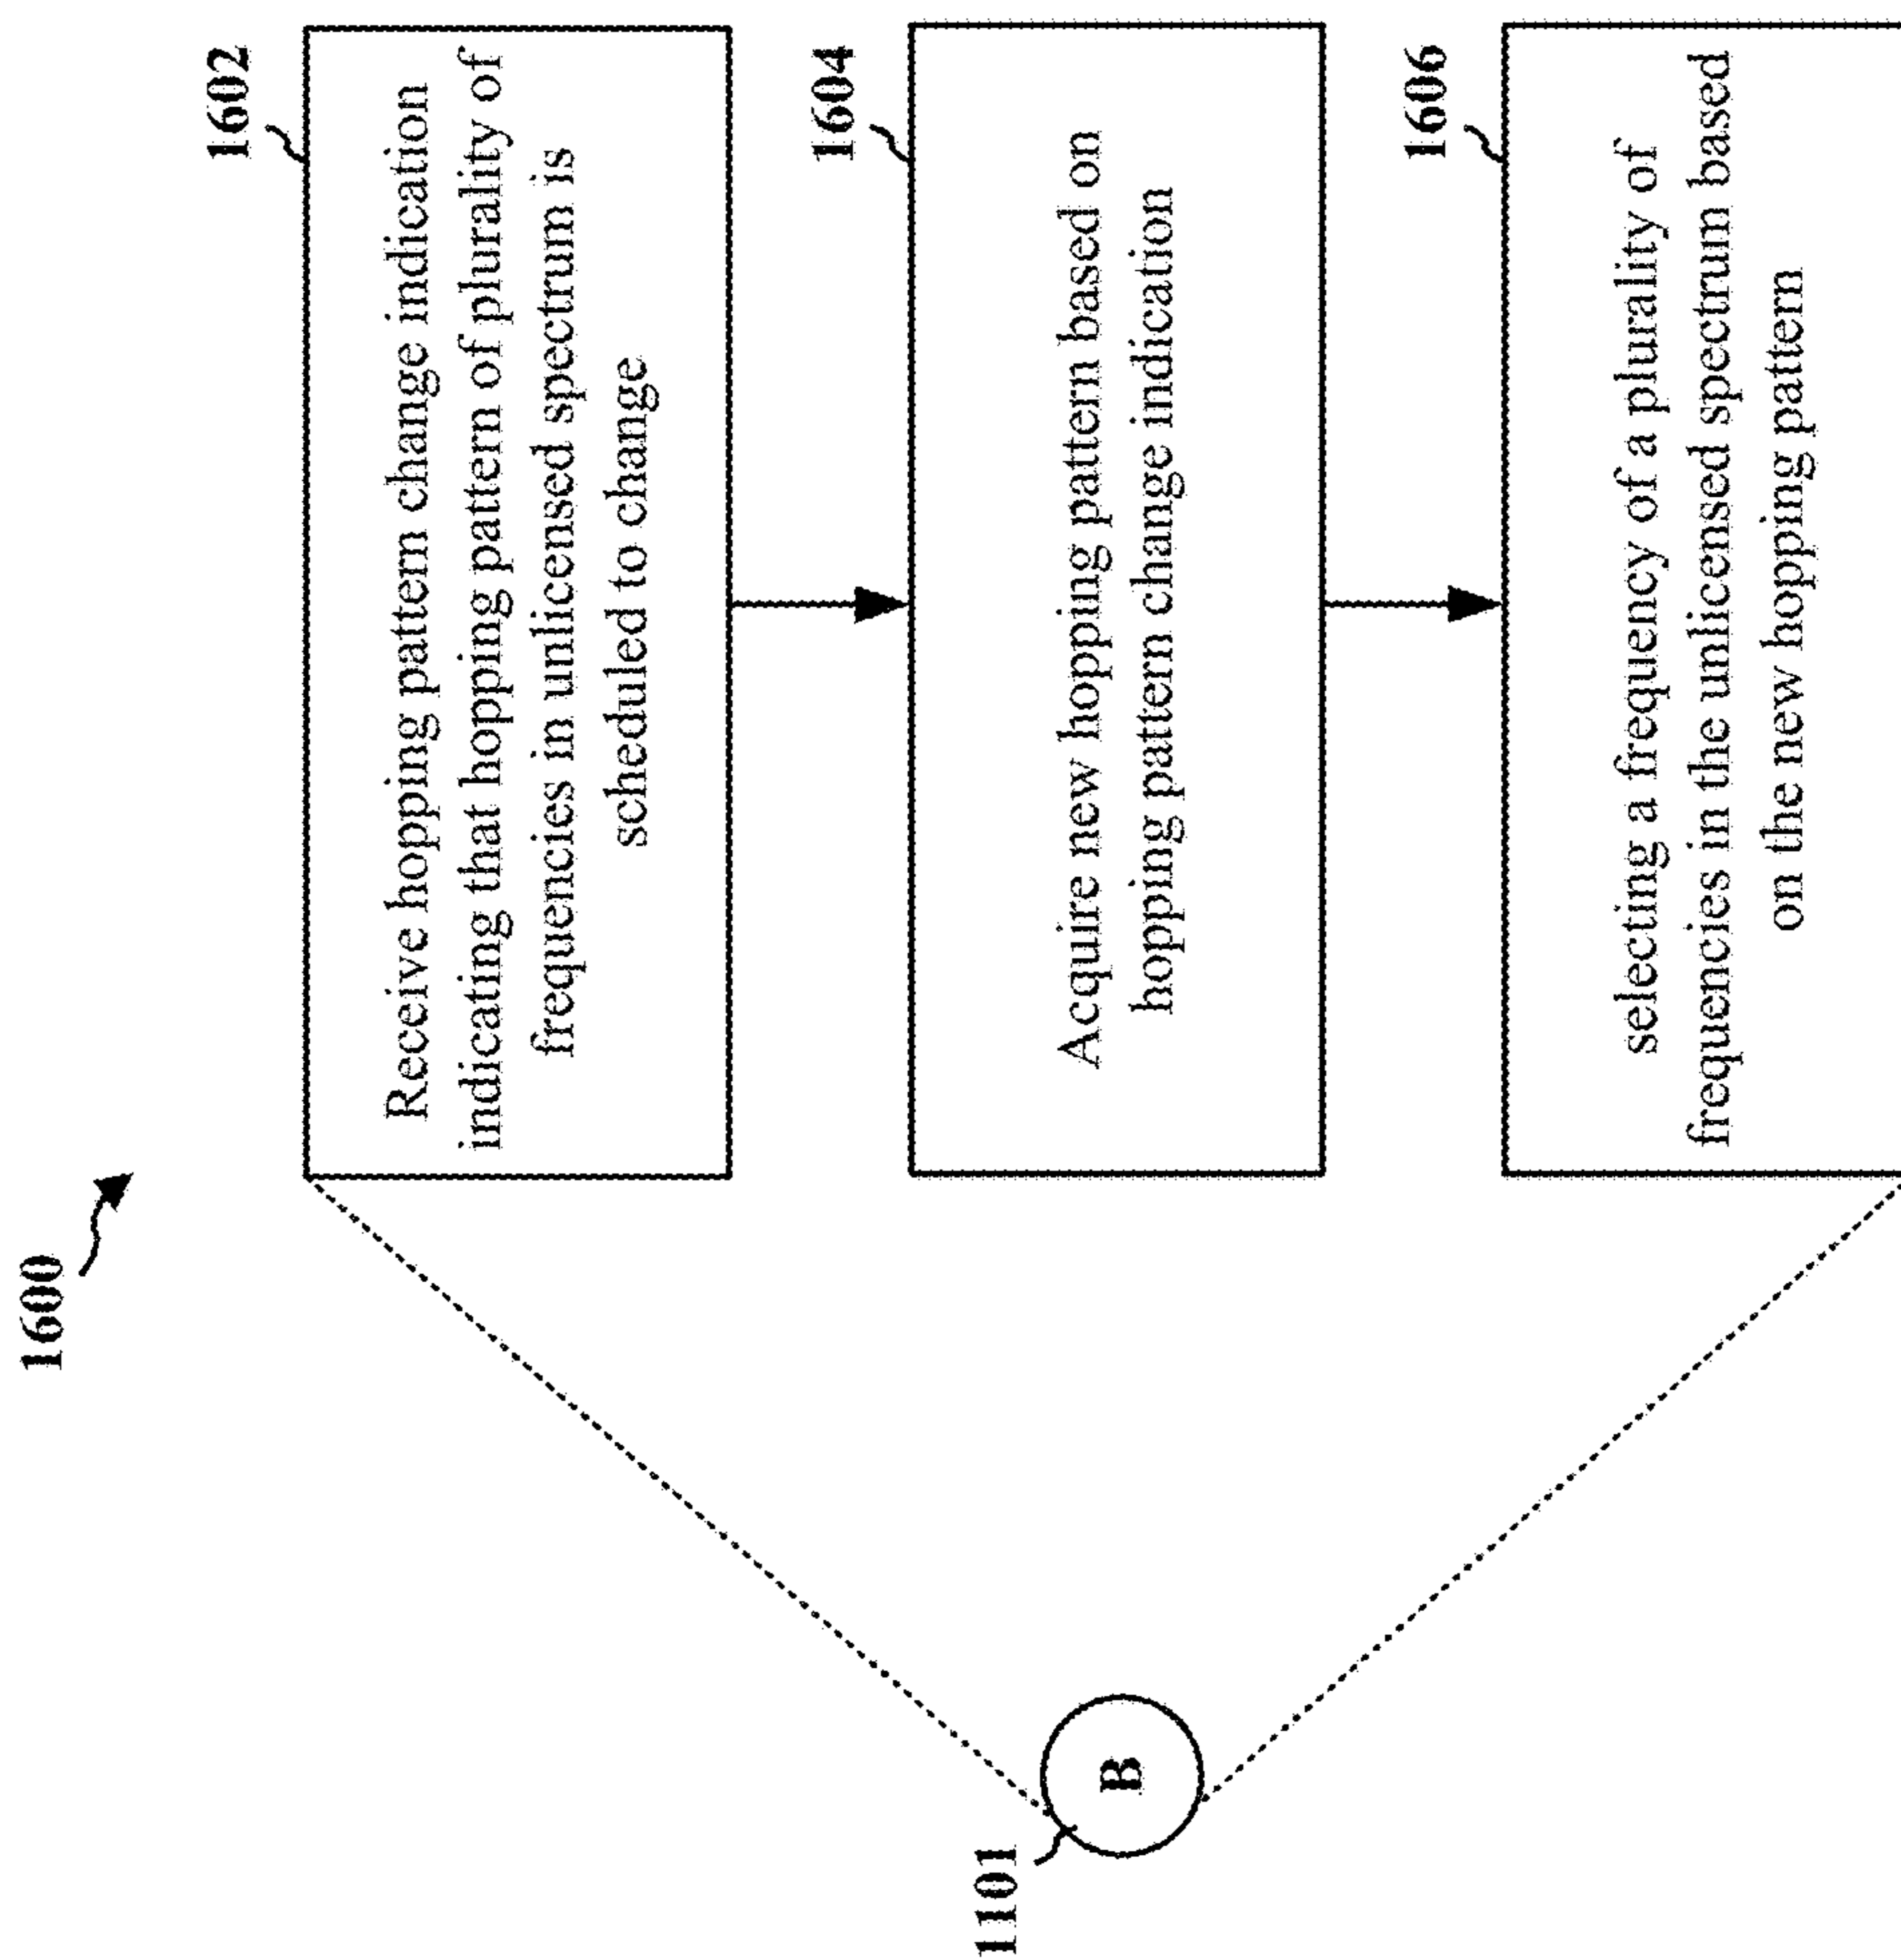 1600
1602
Receive hopping pattern change indication
indicating that hopping pattern of plurality of
frequencies in unlicensed spectrum is
scheduled to change
1604
Acquire new hopping pattern based on
hopping pattern change indication
1606
selecting a frequency of a plurality of
frequencies in the unlicensed spectrum based
on the new hopping pattern
1101
B